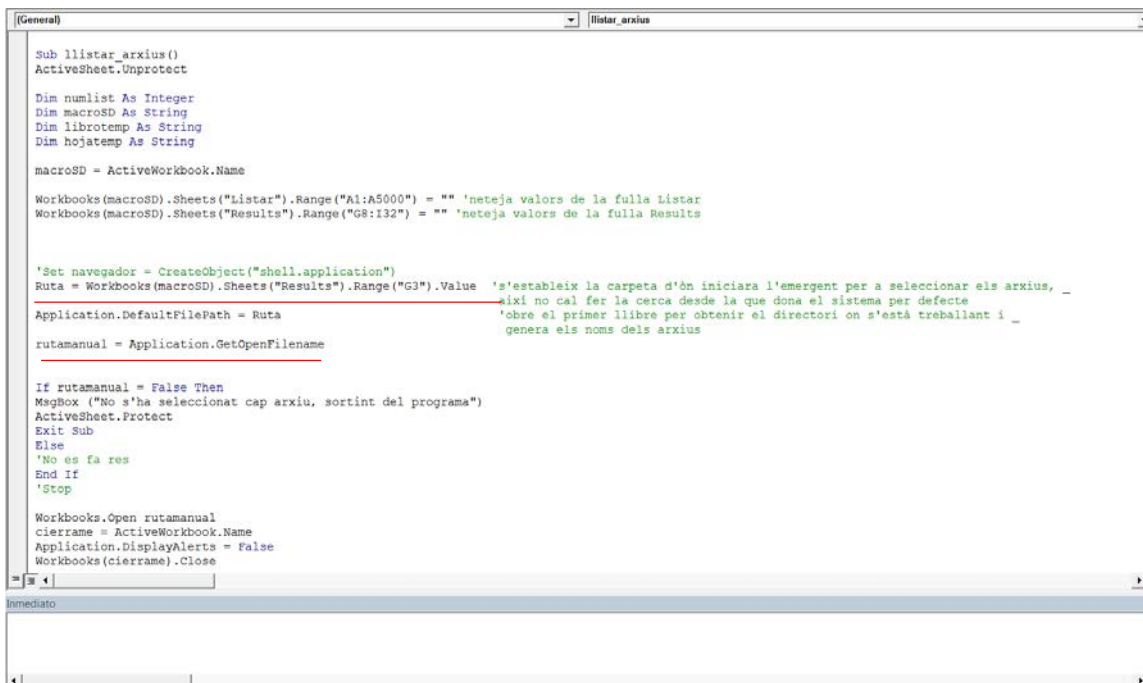 (General)
llistar_arxius
Sub llistar_arxius()
ActiveSheet.Unprotect
Dim numlist As Integer
Dim macroSD As String
Dim librotemp As String
Dim hojatemp As String
macroSD = ActiveWorkbook.Name
Workbooks(macroSD).Sheets("Listar").Range("A1:A5000") = "" 'neteja valors de la fulla Listar
Workbooks(macroSD).Sheets("Results").Range("G8:I32") = "" 'neteja valors de la fulla Results
'Set navegador = CreateObject("shell.application")
Ruta = Workbooks(macroSD).Sheets("Results").Range("G3").Value 's'estableix la carpeta d'òn iniciara l'emergent per a seleccionar els arxius, _
així no cal fer la cerca desde la que dona el sistema per defecte
Application.DefaultFilePath = Ruta 'obre el primer llibre per obtenir el directori on s'està treballant i _
genera els noms dels arxius
rutamanual = Application.GetOpenFilename
If rutamanual = False Then
MsgBox ("No s'ha seleccionat cap arxiu, sortint del programa")
ActiveSheet.Protect
Exit Sub
Else
'No es fa res
End If
'Stop
Workbooks.Open rutamanual
cierrame = ActiveWorkbook.Name
Application.DisplayAlerts = False
Workbooks(cierrame).Close
Inmediato